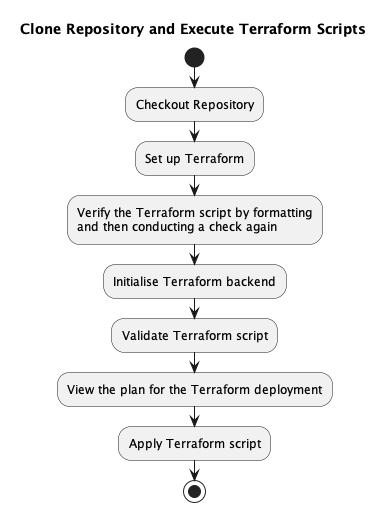 Clone Repository and Execute Terraform Scripts
Checkout Repository
Set up Terraform
Verify the Terraform script by formatting
and then conducting a check again
Initialise Terraform backend
Validate Terraform script
View the plan for the Terraform deployment
Apply Terraform script